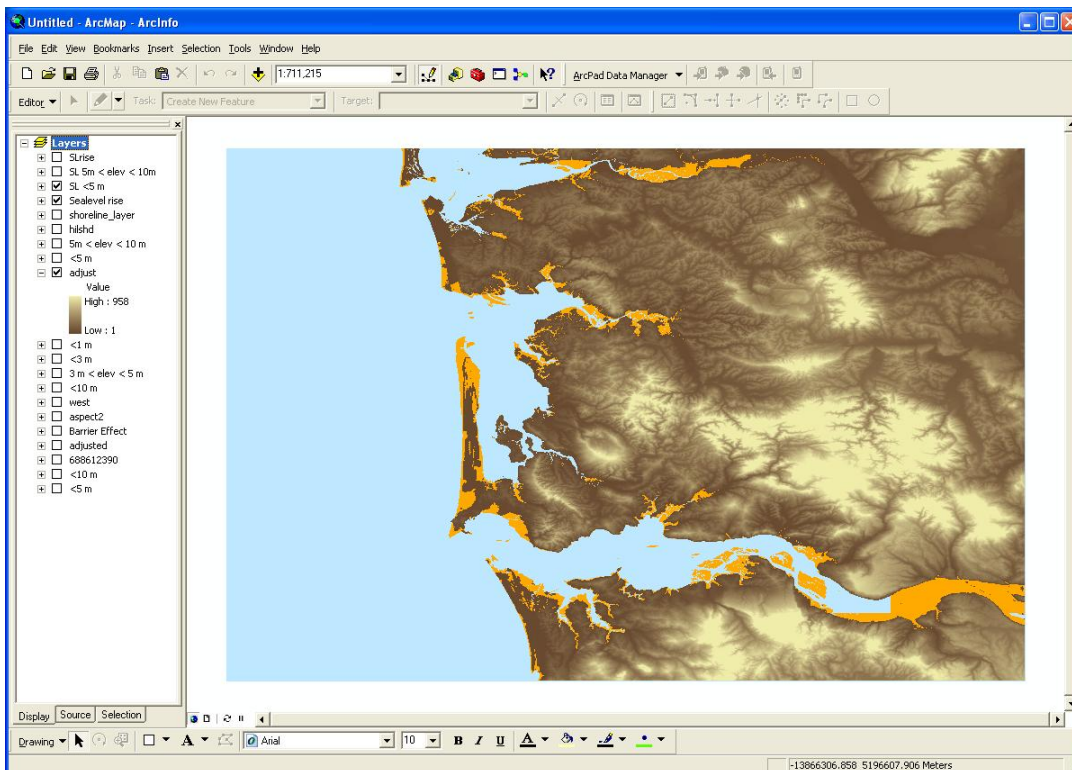 Untitled - ArcMap - ArcInfo
File Edit View Bookmarks Insert Selection Tools Window Help
1:711,215
ArcPad Data Manager
Editor Task: Create New Feature Target:
Layers
SLrise
SL 5m < elev < 10m
SL <5 m
Sealevel rise
shoreline_layer
hilshd
5m < elev < 10 m
<5 m
adjust
Value
High : 958
Low : 1
<1 m
<3 m
3 m < elev < 5 m
<10 m
west
aspect2
Barrier Effect
adjusted
688612390
<10 m
<5 m
Display Source Selection
Drawing A Arial 10 B I U A
-13866306.858 5196607.906 Meters